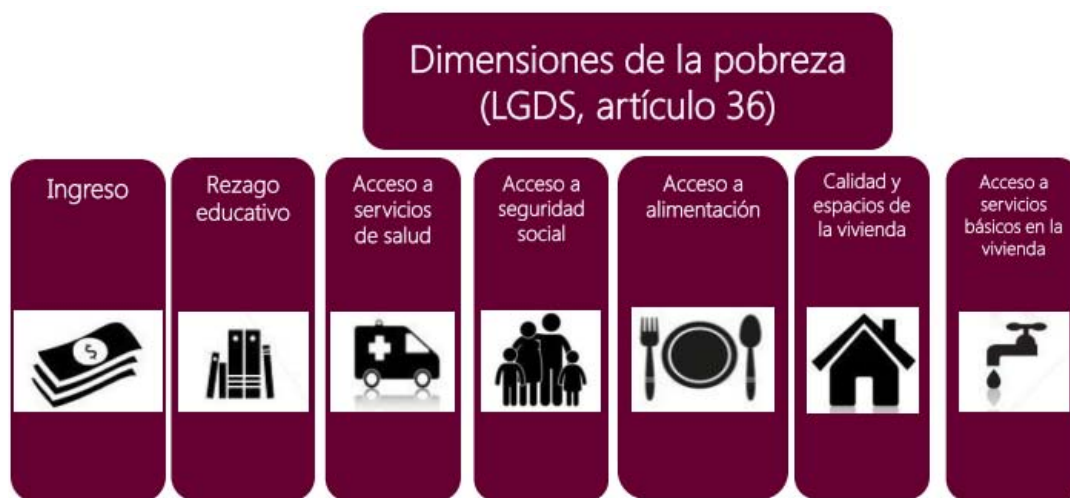 Dimensiones de la pobreza
(LGDS, artículo 36)
Ingreso
Rezago
educativo
Acceso a
servicios
de salud
Acceso a
seguridad
social
Acceso a
alimentación
Calidad y
espacios de
la vivienda
Acceso a
servicios
básicos en la
vivienda
$